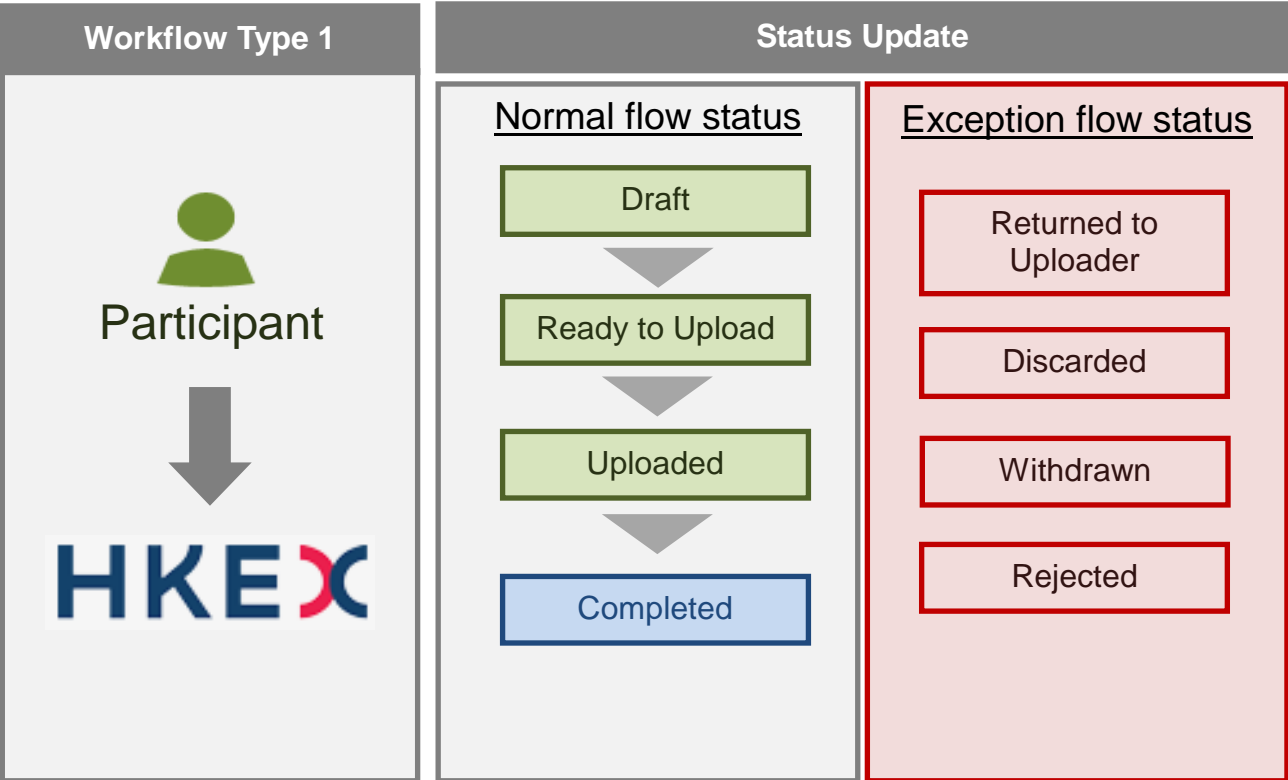 Workflow Type 1
Status Update
Participant
HKEX
Normal flow status
Draft
Ready to Upload
Uploaded
Completed
Exception flow status
Returned to
Uploader
Discarded
Withdrawn
Rejected